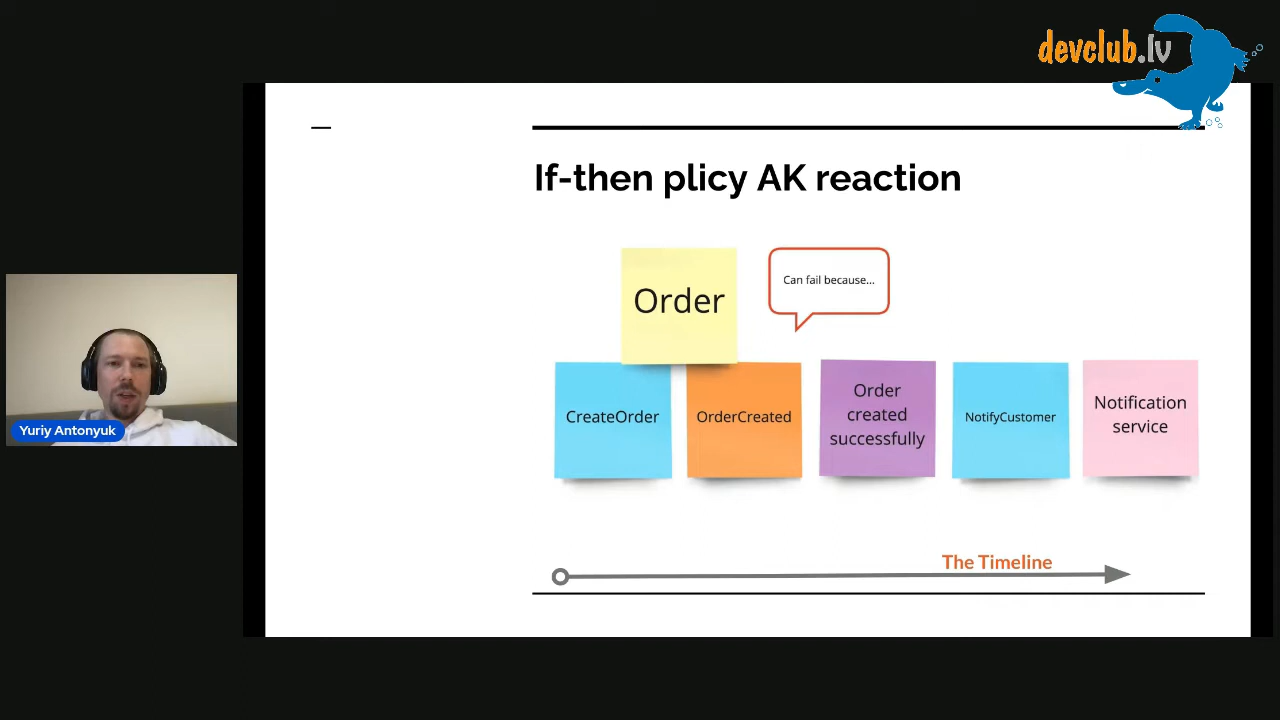 devclub.lv
If-then plicy AK reaction
Order
Can fail because...
CreateOrder
OrderCreated
Order
created
successfully
NotifyCustomer
Notification
service
Yuriy Antonyuk
The Timeline